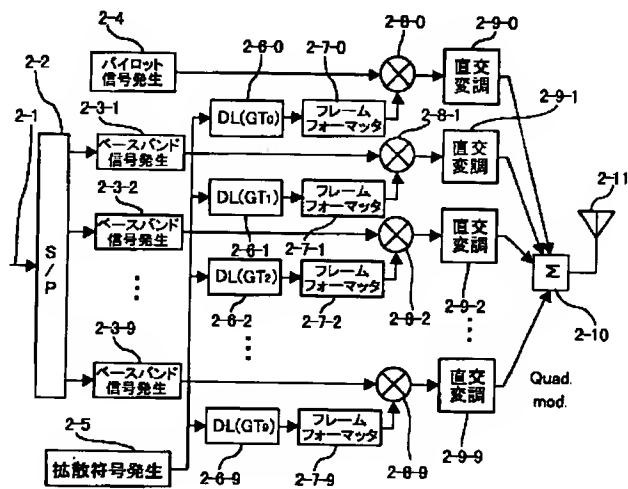 2-8-0
2-9-0
2-4
2-6-0
2-7-0
パイロット
信号発生
直交
変調
2-2
2-3-1
2-1
DL(GT0)
フレーム
フォーマッタ
2-8-1
2-9-1
ベースバンド
信号発生
直交
変調
2-11
2-3-2
DL(GT1)
フレーム
フォーマッタ
ベースバンド
信号発生
2-6-1
2-7-1
直交
変調
S/P
Σ
DL(GT2)
フレーム
フォーマッタ
2-8-2
2-9-2
2-10
2-6-2
2-7-2
2-3-9
ベースバンド
信号発生
直交
変調
Quad.
mod.
2-5
DL(GT9)
フレーム
フォーマッタ
2-8-9
2-9-9
拡散符号発生
2-6-9
2-7-9